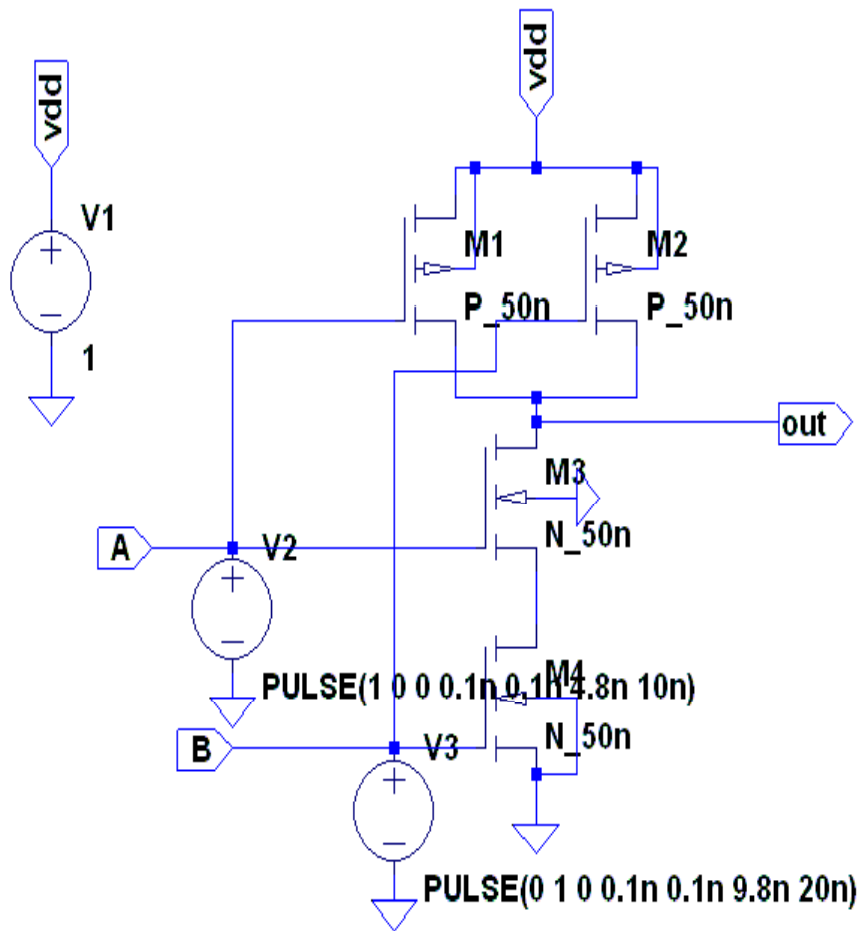 vdd
vdd
V1
1
M1
P_50n
M2
P_50n
out
M3
N_50n
A
V2
PULSE(1 0 0 0.1n 0.1n 4.8n 10n)
M4
N_50n
B
V3
PULSE(0 1 0 0.1n 0.1n 9.8n 20n)